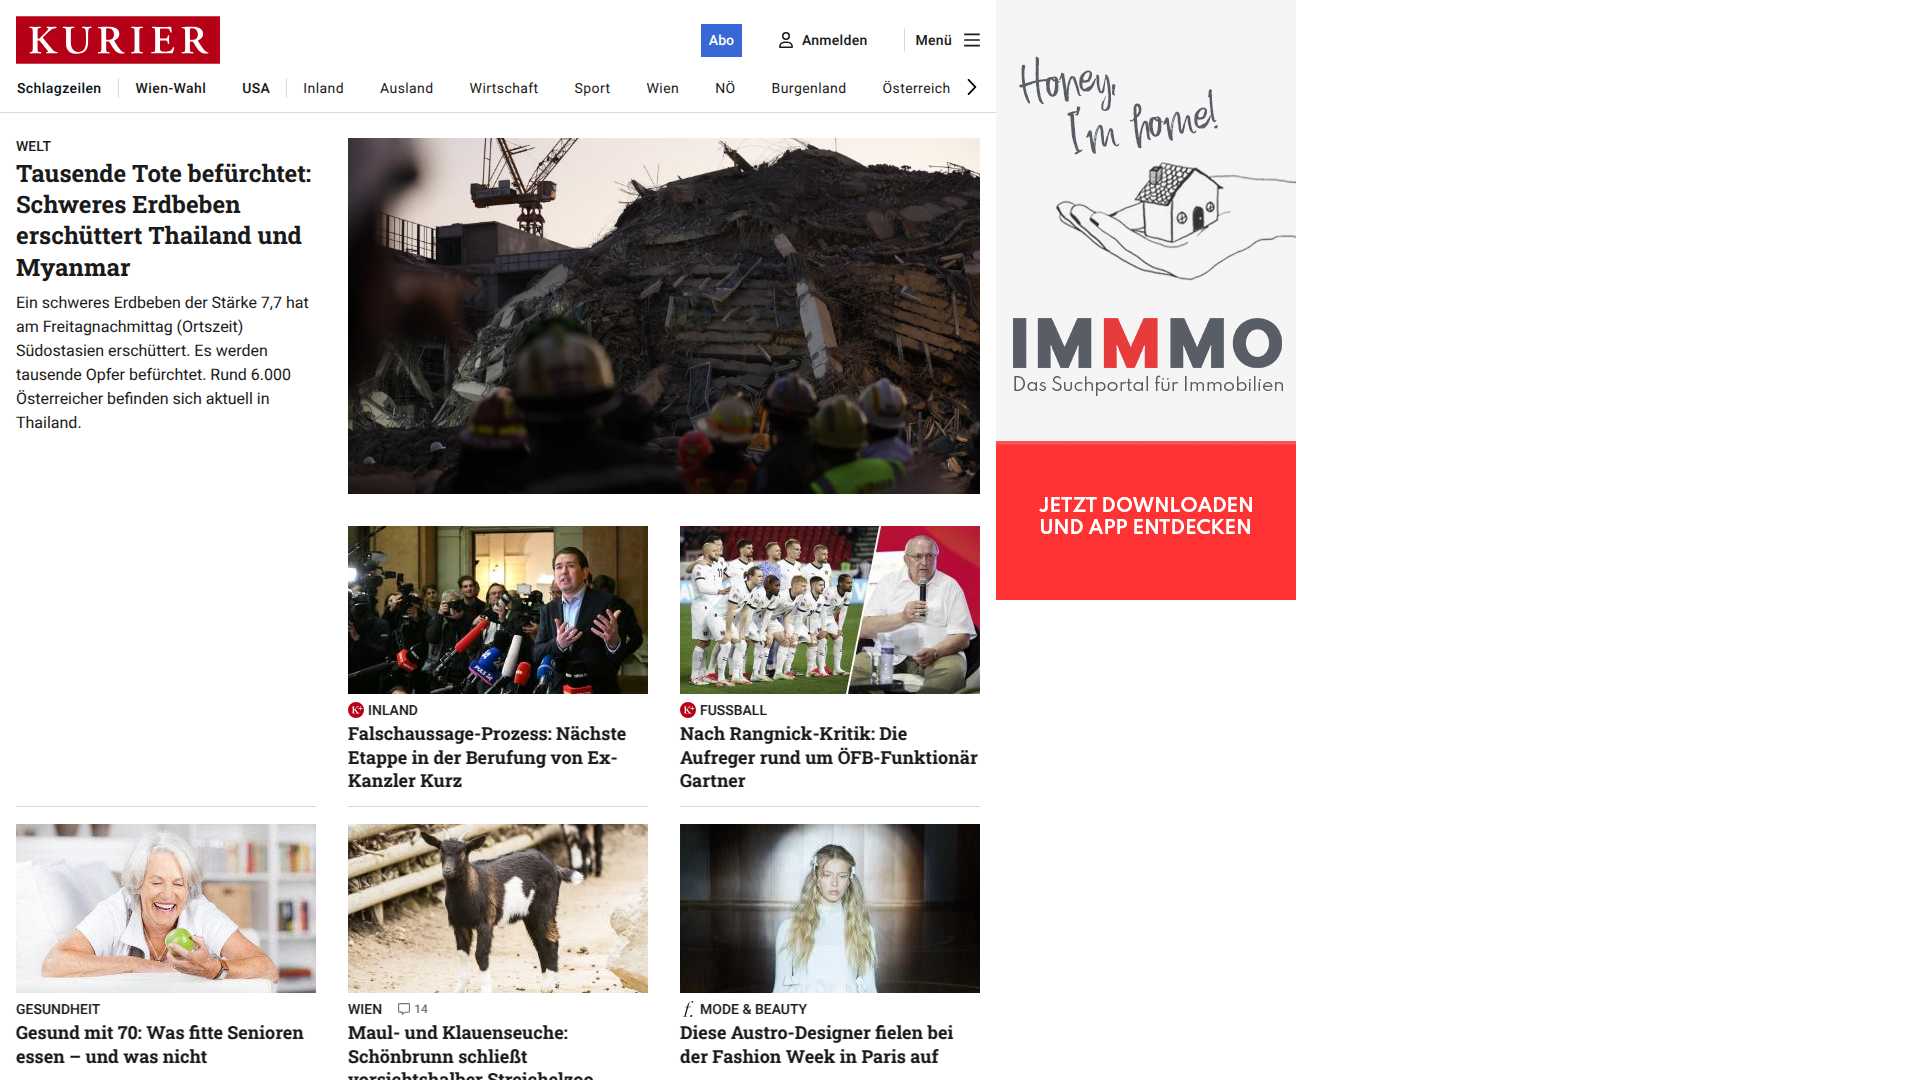 KURIER
Abo
Anmelden
Menü
Schlagzeilen
Wien-Wahl
USA
Inland
Ausland
Wirtschaft
Sport
Wien
NÖ
Burgenland
Österreich
WELT
Tausende Tote befürchtet:
Schweres Erdbeben
erschüttert Thailand und
Myanmar
Ein schweres Erdbeben der Stärke 7,7 hat
am Freitagnachmittag (Ortszeit)
Südostasien erschüttert. Es werden
tausende Opfer befürchtet. Rund 6.000
Österreicher befinden sich aktuell in
Thailand.
INLAND
Falschaussage-Prozess: Nächste
Etappe in der Berufung von Ex-
Kanzler Kurz
FUSSBALL
Nach Rangnick-Kritik: Die
Aufreger rund um ÖFB-Funktionär
Gartner
GESUNDHEIT
Gesund mit 70: Was fitte Senioren
essen – und was nicht
WIEN 14
Maul- und Klauenseuche:
Schönbrunn schließt
vorsichtshalber Streichelzoo
MODE & BEAUTY
Diese Austro-Designer fielen bei
der Fashion Week in Paris auf
Honey,
I'm home!
IMMMO
Das Suchportal für Immobilien
JETZT DOWNLOADEN
UND APP ENTDECKEN